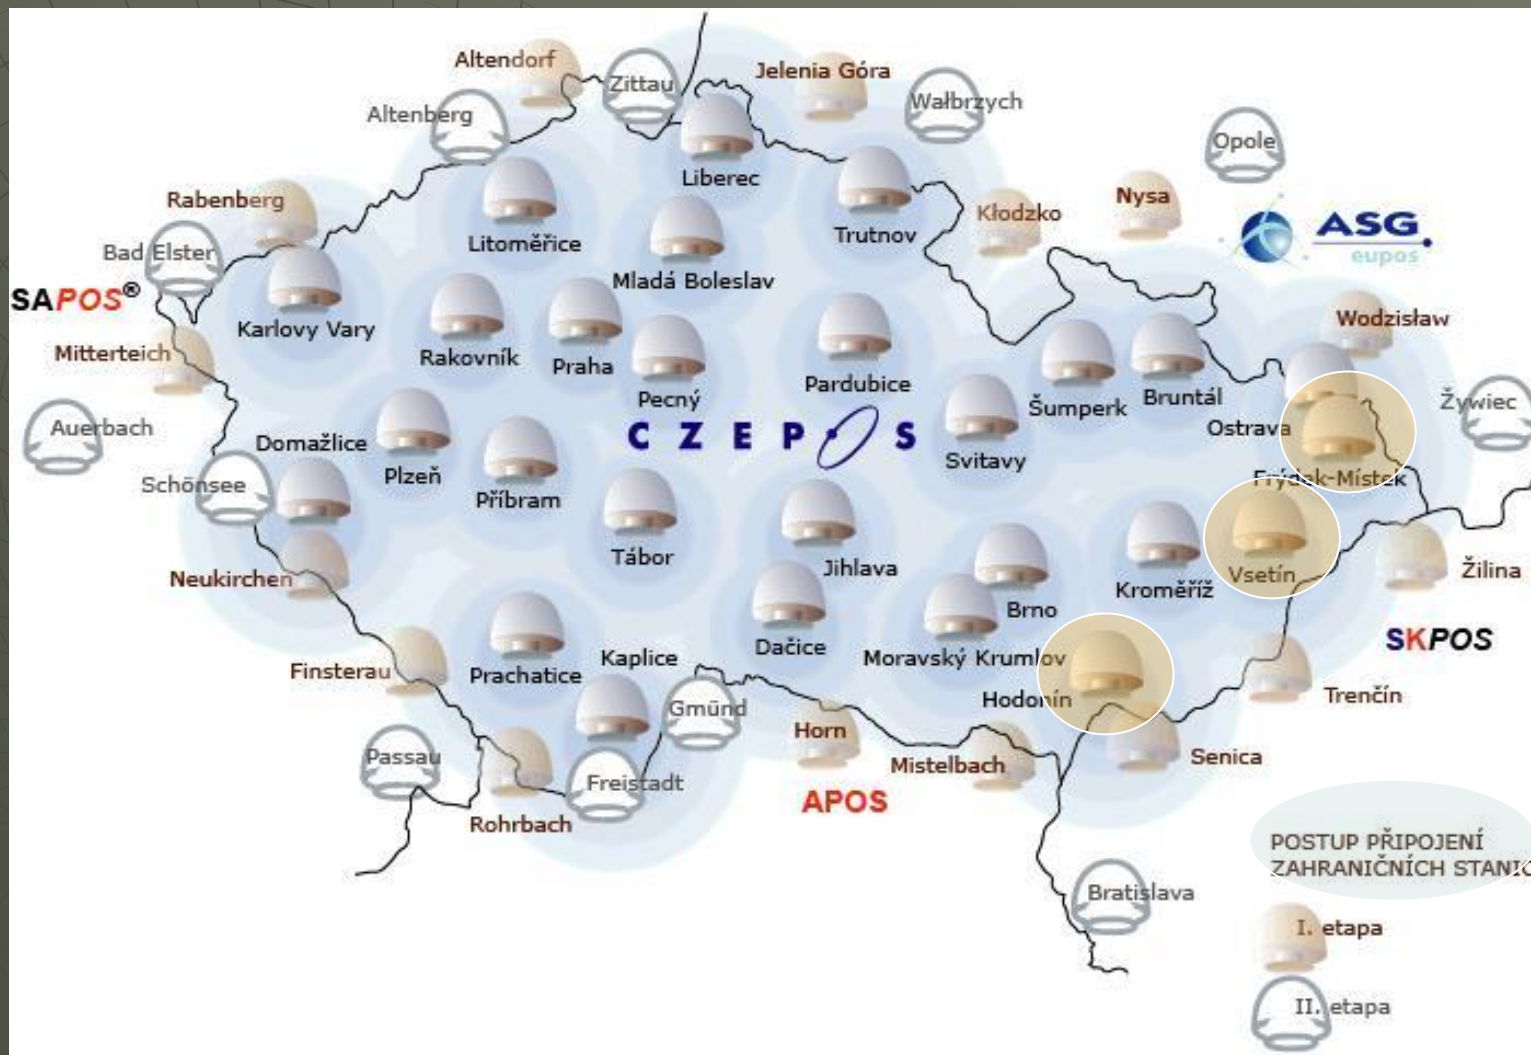 Altendorf
Zittau
Jelenia Góra
Altenberg
Wałbrzych
Opole
Liberec
Rabenberg
Nysa
Kłodzko
Litoměřice
Trutnov
ASG
eupos
Bad Elster
Mladá Boleslav
SAPOS®
Karlovy Vary
Wodzisław
Mitterteich
Rakovník
Praha
Pecný
Pardubice
Šumperk
Bruntál
Żywiec
Auerbach
Domažlice
Ostrava
CZEPOS
Plzeň
Svitavy
Schönsee
Příbram
Frýdek-Místek
Tábor
Jihlava
Neukirchen
Vsetín
Žilina
Kroměříž
Brno
SKPOS
Dačice
Finsterau
Prachatice
Kaplice
Moravský Krumlov
Hodonín
Trenčín
Gmünd
Horn
Passau
Mistelbach
Senica
Freistadt
APOS
Rohrbach
POSTUP PŘIPOJENÍ
ZAHRANIČNÍCH STANIC
Bratislava
I. etapa
II. etapa